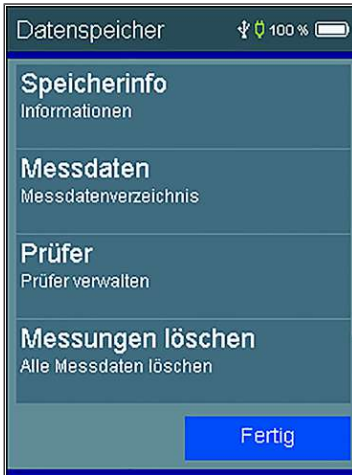 Datenspeicher 100 %
Speicherinfo
Informationen
Messdaten
Messdatenverzeichnis
Prüfer
Prüfer verwalten
Messungen löschen
Alle Messdaten löschen
Fertig